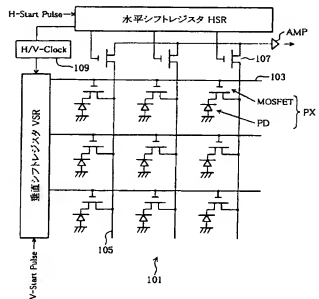 H-Start Pulse
水平シフトレジスタ HSR
AMP
H/V-Clock
109
107
103
MOSFET
PD
PX
垂直シフトレジスタ VSR
105
101
V-Start Pulse